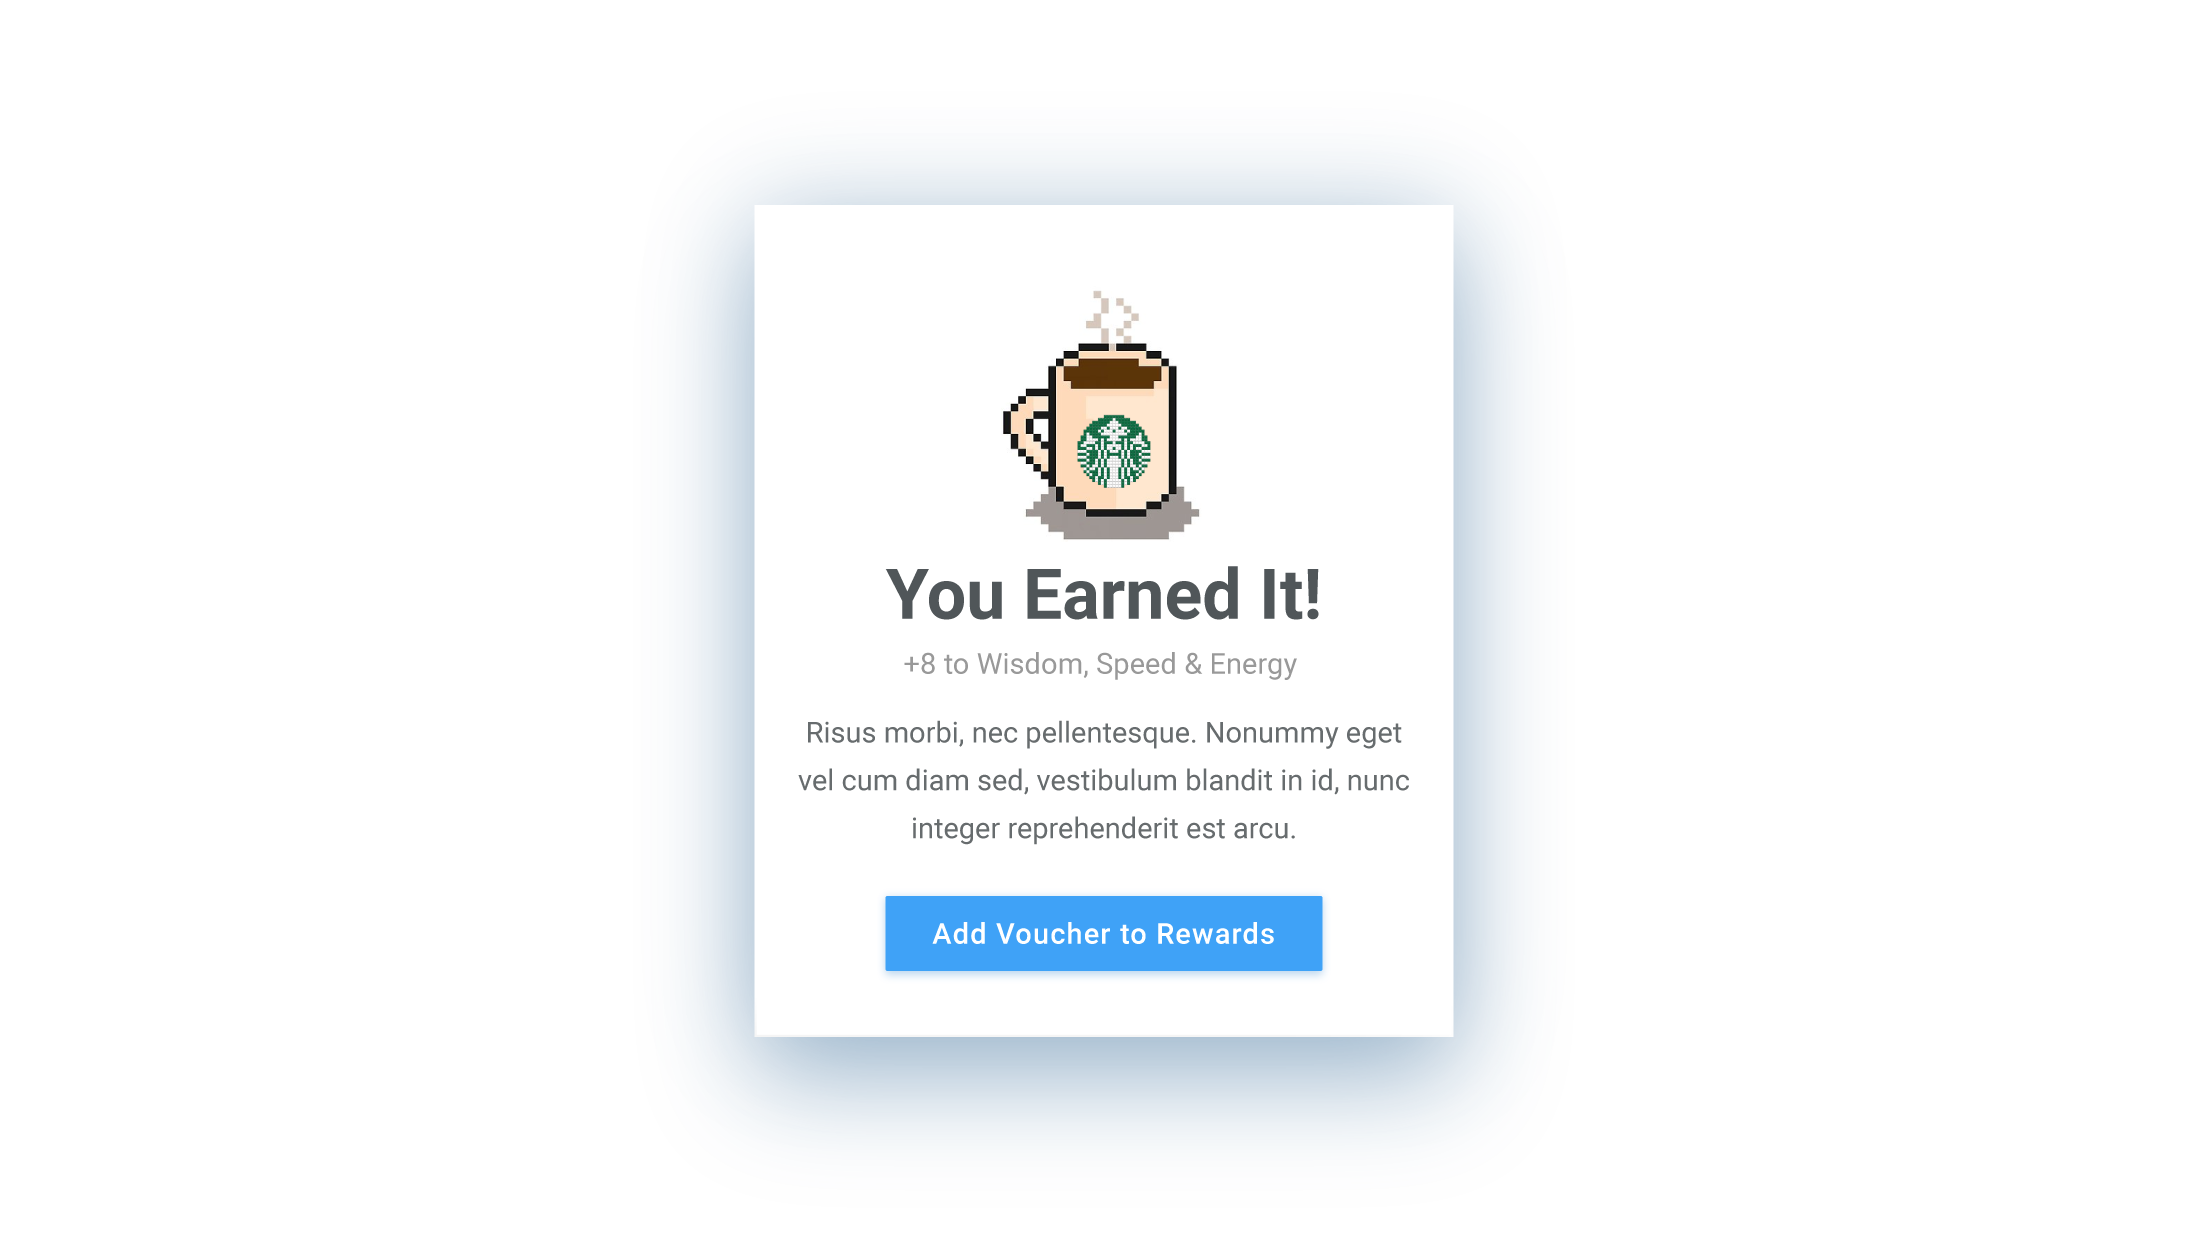 You Earned It!
+8 to Wisdom, Speed & Energy
Risus morbi, nec pellentesque. Nonummy eget
vel cum diam sed, vestibulum blandit in id, nunc
integer reprehenderit est arcu.
Add Voucher to Rewards